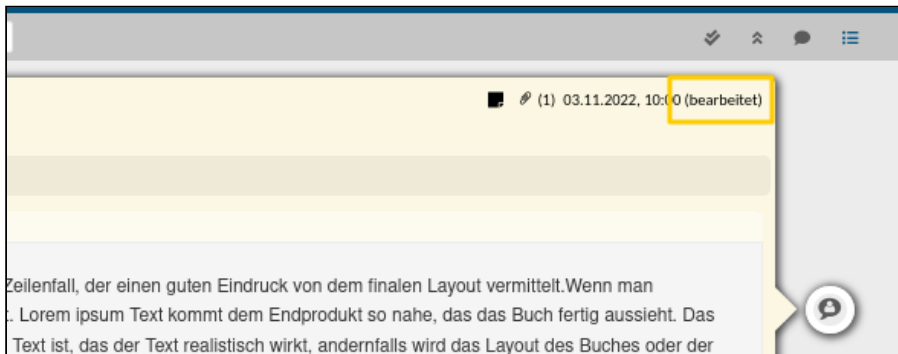 (1) 03.11.2022, 10:00 (bearbeitet)
Zeilenfall, der einen guten Eindruck von dem finalen Layout vermittelt.Wenn man
. Lorem ipsum Text kommt dem Endprodukt so nahe, das das Buch fertig aussieht. Das
Text ist, das der Text realistisch wirkt, andernfalls wird das Layout des Buches oder der